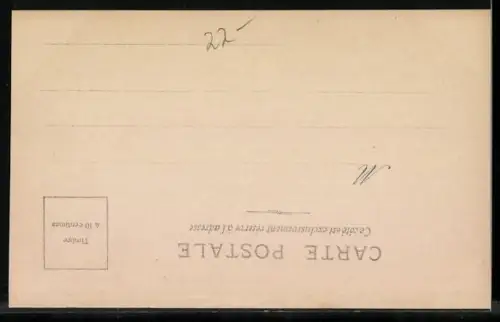 CARTE POSTALE
Ce côté est exclusivement réservé à l'adresse
Timbre
à 10 centimes
M
22-